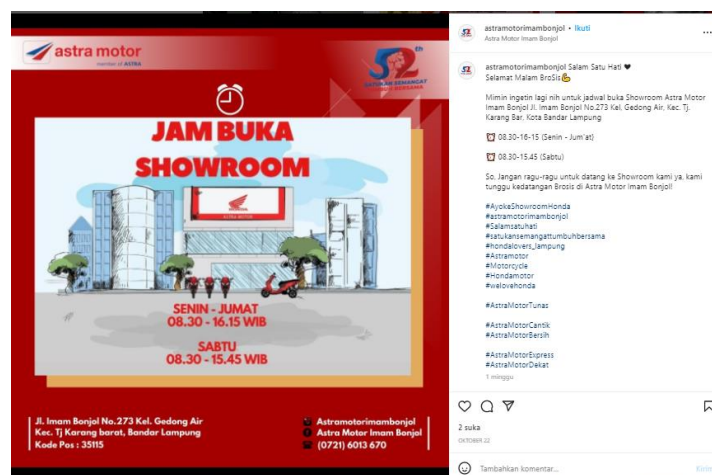 astra motor
member of ASTRA
52th
SATUKAN SEMANGAT
TUMBUH BERSAMA
JAM BUKA
SHOWROOM
ASTRA MOTOR
SENIN - JUMAT
08.30 - 16.15 WIB
SABTU
08.30 - 15.45 WIB
Jl. Imam Bonjol No.273 Kel. Gedong Air
Kec. Tj Karang barat, Bandar Lampung
Kode Pos : 35115
Astramotorimambonjol
Astra Motor Imam Bonjol
(0721) 6013 670
astramotorimambonjol • Ikuti
Astra Motor Imam Bonjol
astramotorimambonjol Salam Satu Hati
Selamat Malam BroSis
Mimin ingetin lagi nih untuk jadwal buka Showroom Astra Motor
Imam Bonjol Jl. Imam Bonjol No.273 Kel, Gedong Air, Kec. Tj.
Karang Bar, Kota Bandar Lampung
08.30-16-15 (Senin - Jum'at)
08.30-15.45 (Sabtu)
So, Jangan ragu-ragu untuk datang ke Showroom kami ya, kami
tunggu kedatangan Brosis di Astra Motor Imam Bonjol!
#AyokeShowroomHonda
#astramotorimambonjol
#Salamsatuhati
#satukansemangattumbuhbersama
#hondalovers_lampung
#Astramotor
#Motorcycle
#Hondamotor
#welovehonda
#AstraMotorTunas
#AstraMotorCantik
#AstraMotorBersih
#AstraMotorExpress
#AstraMotorDekat
1 minggu
2 suka
OKTOBER 22
Tambahkan komentar...
Kirim